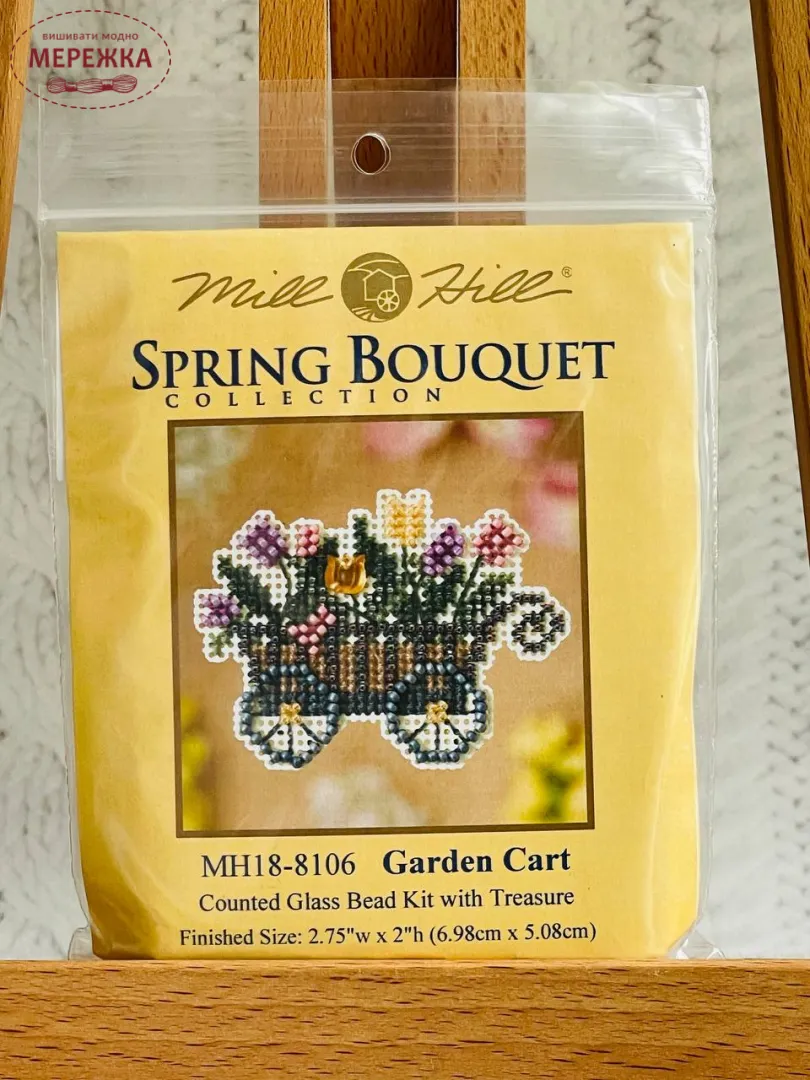 вишивати модно
МЕРЕЖКА
Mill Hill®
SPRING BOUQUET
COLLECTION
MH18-8106 Garden Cart
Counted Glass Bead Kit with Treasure
Finished Size: 2.75"w x 2"h (6.98cm x 5.08cm)